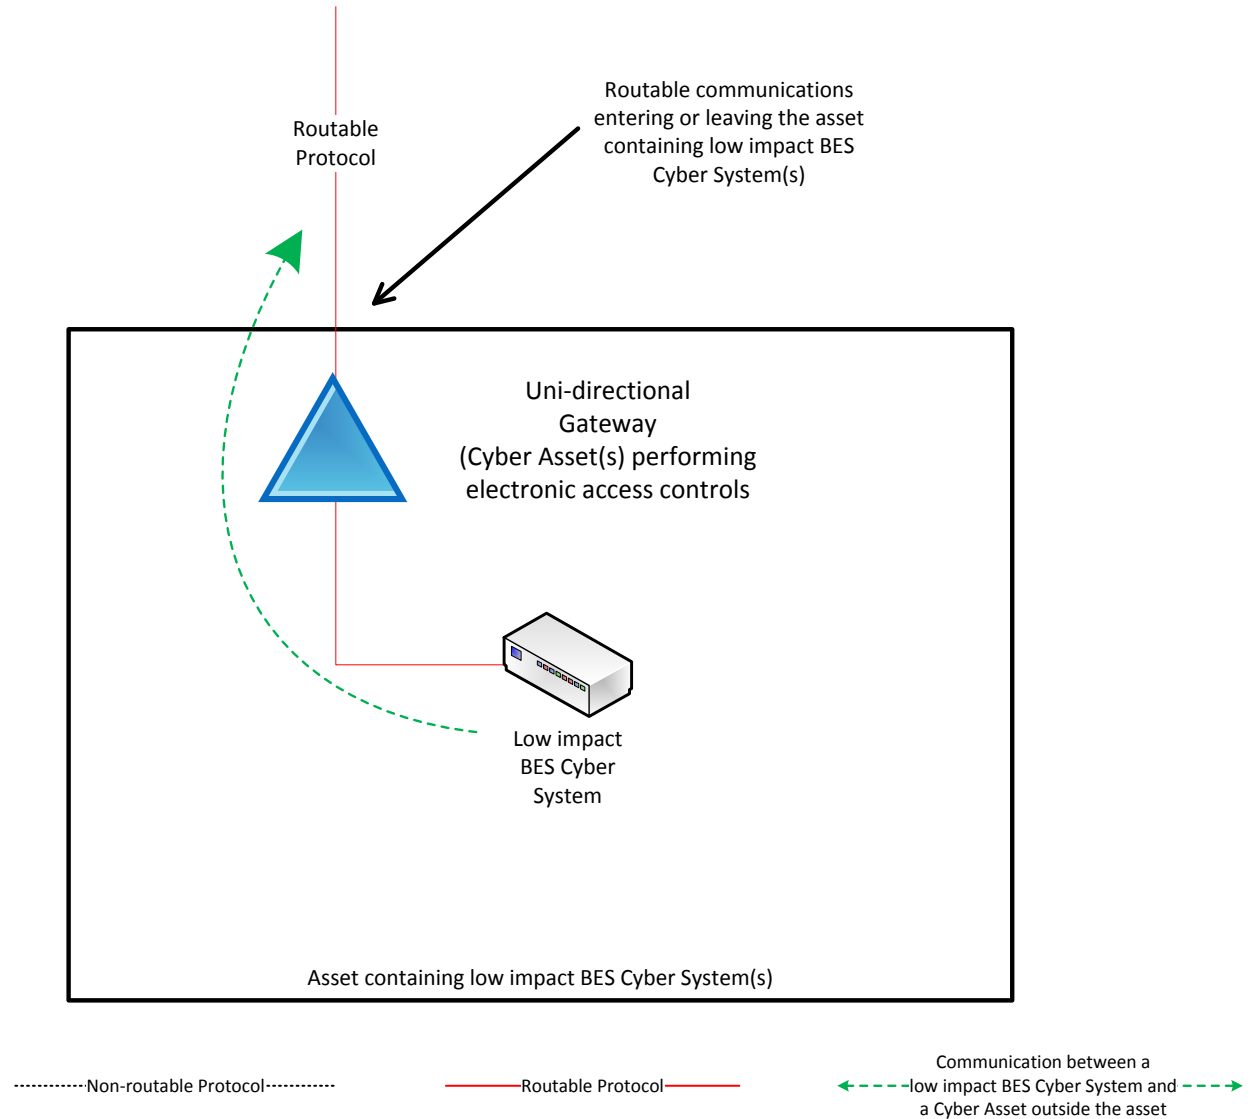 Routable communications
entering or leaving the asset
containing low impact BES
Cyber System(s)
Routable
Protocol
Uni-directional
Gateway
(Cyber Asset(s) performing
electronic access controls
Low impact
BES Cyber
System
Asset containing low impact BES Cyber System(s)
Non-routable Protocol
Routable Protocol
Communication between a
low impact BES Cyber System and
a Cyber Asset outside the asset